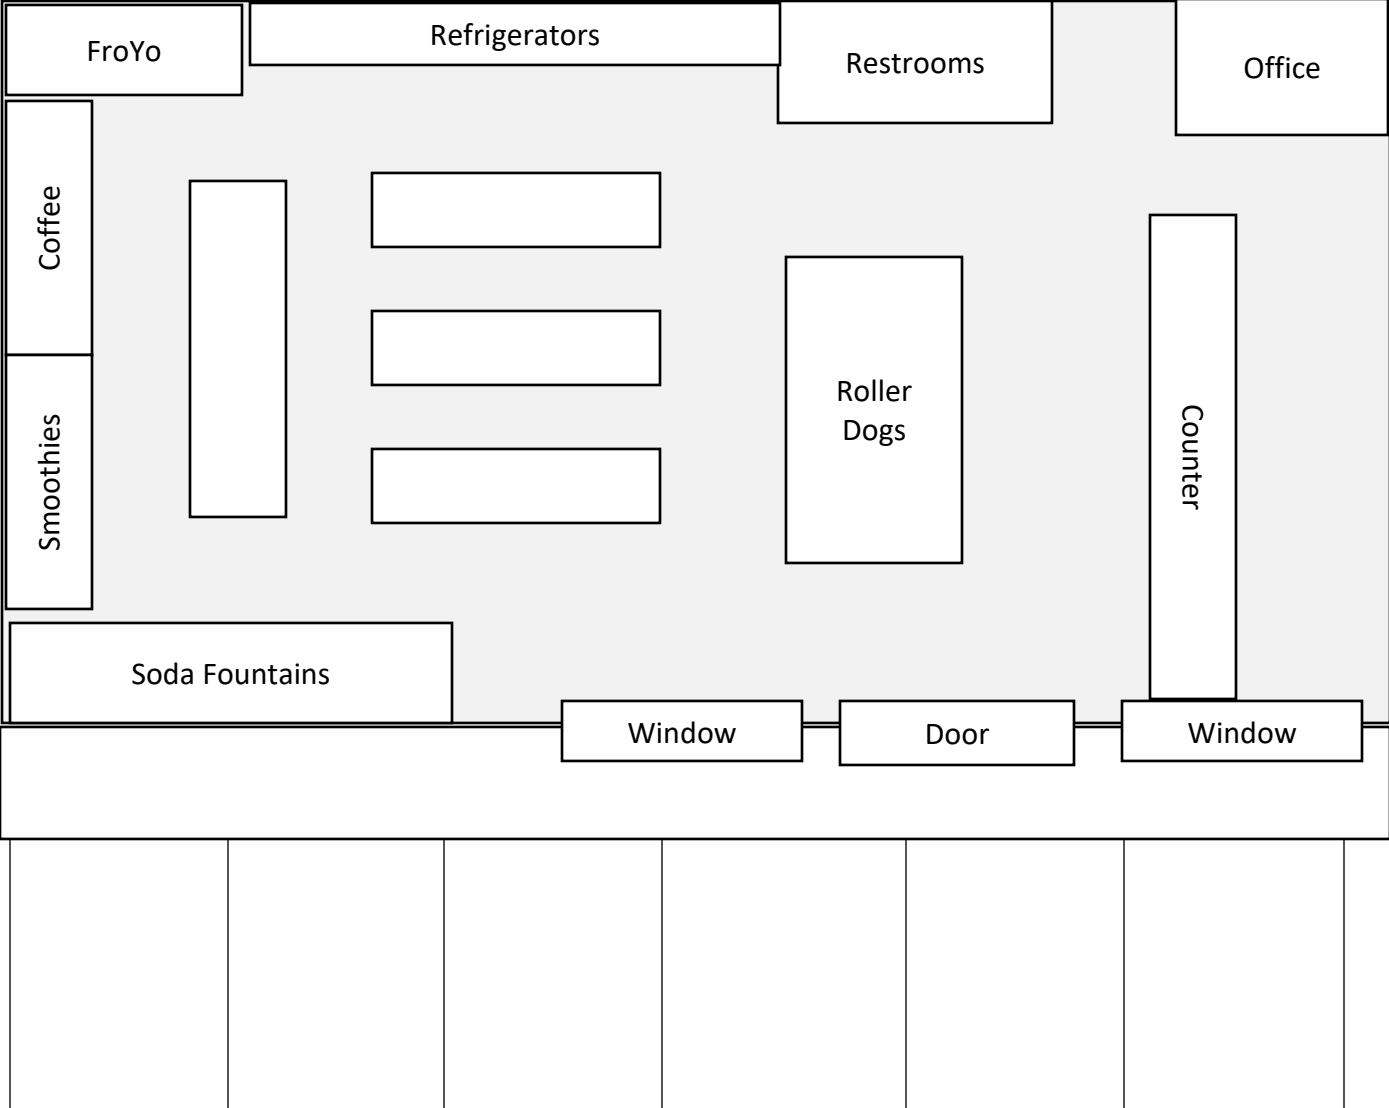 FroYo
Refrigerators
Restrooms
Office
Coffee
Smoothies
Roller
Dogs
Counter
Soda Fountains
Window
Door
Window